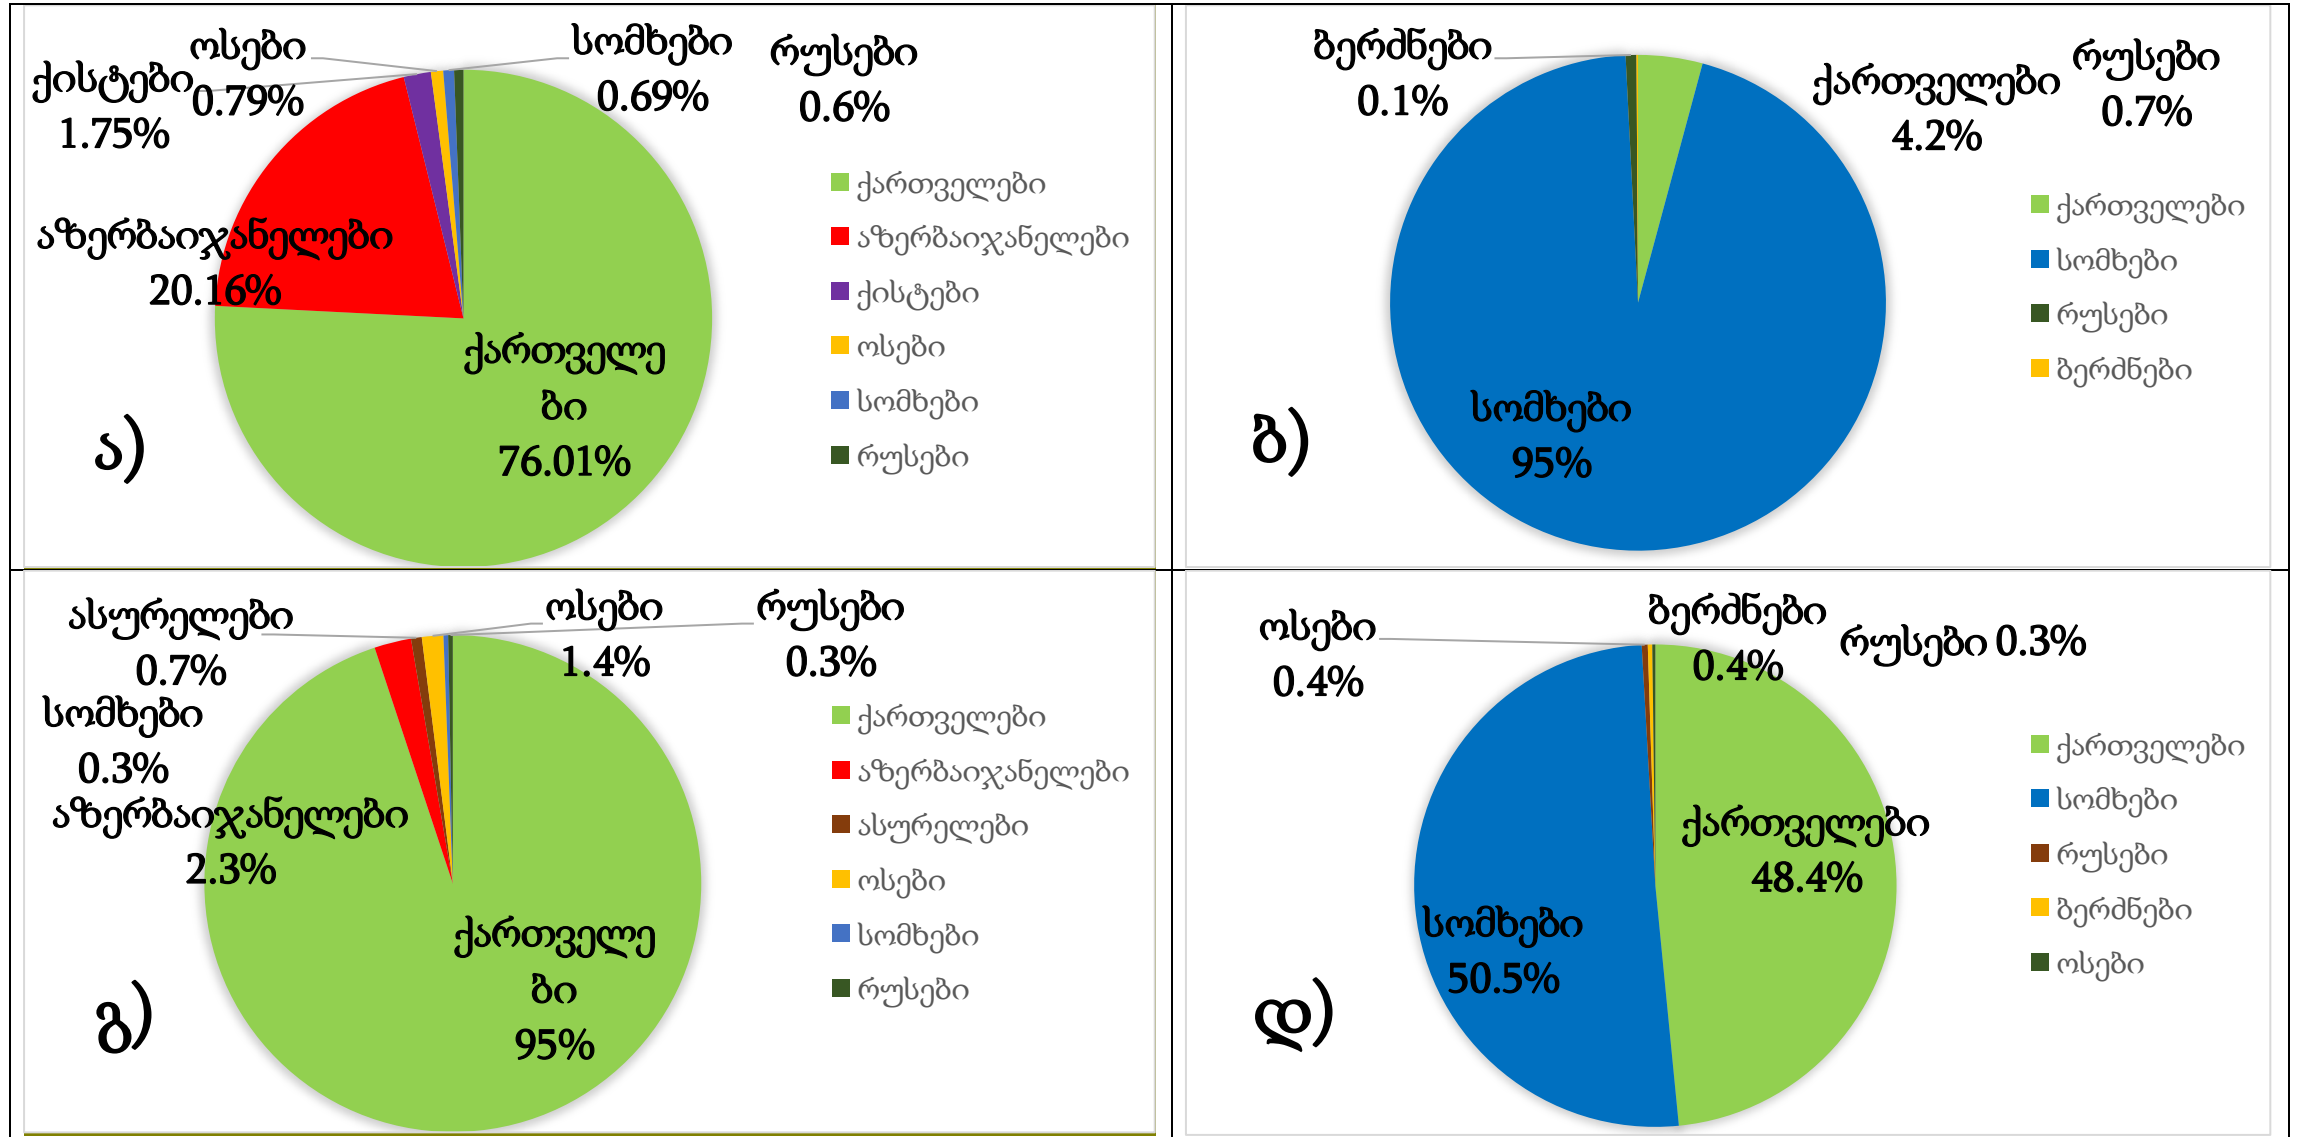 ოსები
0.79%
სომხები
0.69%
რუსები
0.6%
ქისტები
1.75%
აზერბაიჯანელები
20.16%
ქართველე
ბი
76.01%
ა)
ქართველები
აზერბაიჯანელები
ქისტები
ოსები
სომხები
რუსები
ბერძნები
0.1%
ქართველები
4.2%
რუსები
0.7%
სომხები
95%
ბ)
ქართველები
სომხები
რუსები
ბერძნები
ასურელები
0.7%
ოსები
1.4%
რუსები
0.3%
სომხები
0.3%
აზერბაიჯანელები
2.3%
ქართველე
ბი
95%
გ)
ქართველები
აზერბაიჯანელები
ასურელები
ოსები
სომხები
რუსები
ოსები
0.4%
ბერძნები
0.4%
რუსები 0.3%
ქართველები
48.4%
სომხები
50.5%
დ)
ქართველები
სომხები
რუსები
ბერძნები
ოსები